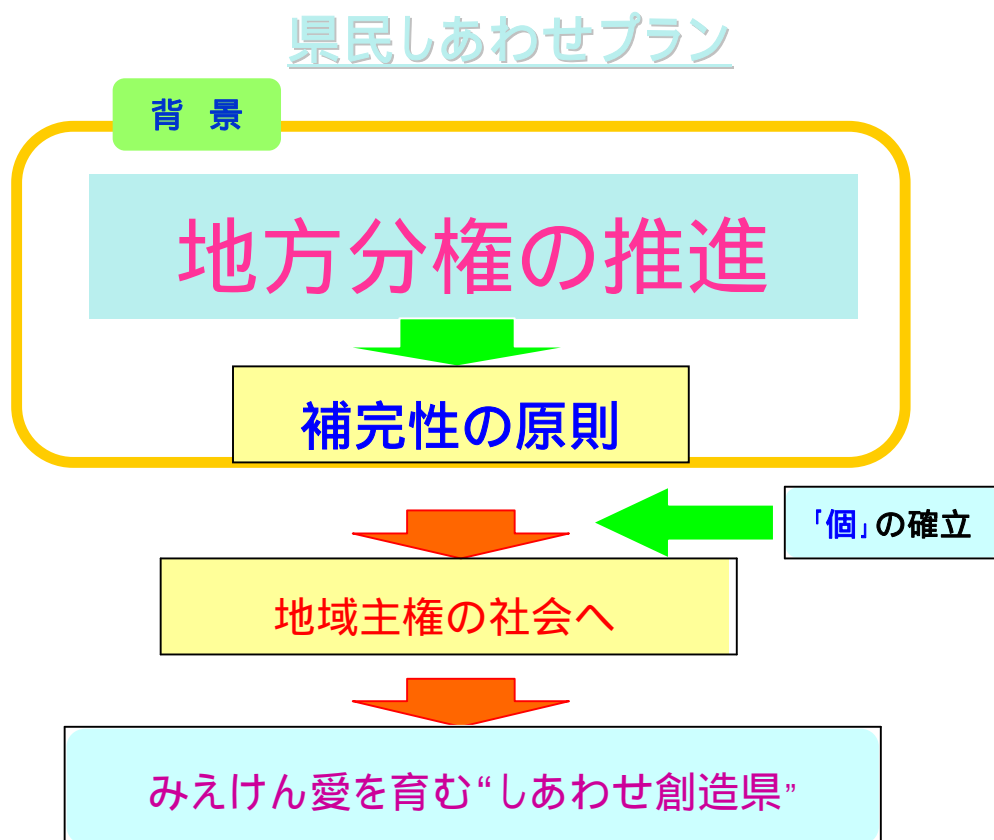 県民しあわせプラン
背 景
地方分権の推進
補完性の原則
「個」の確立
地域主権の社会へ
みえけん愛を育む“しあわせ創造県”